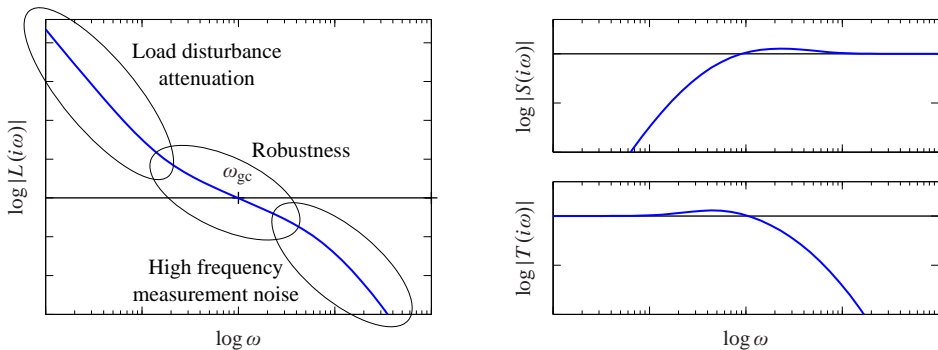 log |L(iω)|
Load disturbance
attenuation
Robustness
ω_gc
High frequency
measurement noise
log ω
log |S(iω)|
log |T(iω)|
log ω